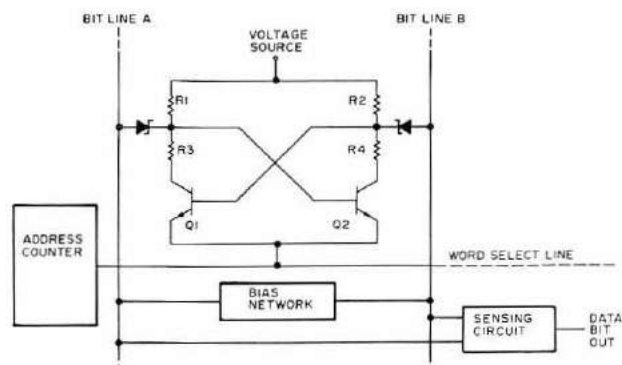 BIT LINE A
BIT LINE B
VOLTAGE
SOURCE
R1
R2
R3
R4
Q1
Q2
ADDRESS
COUNTER
WORD SELECT LINE
BIAS
NETWORK
SENSING
CIRCUIT
DATA
BIT
OUT